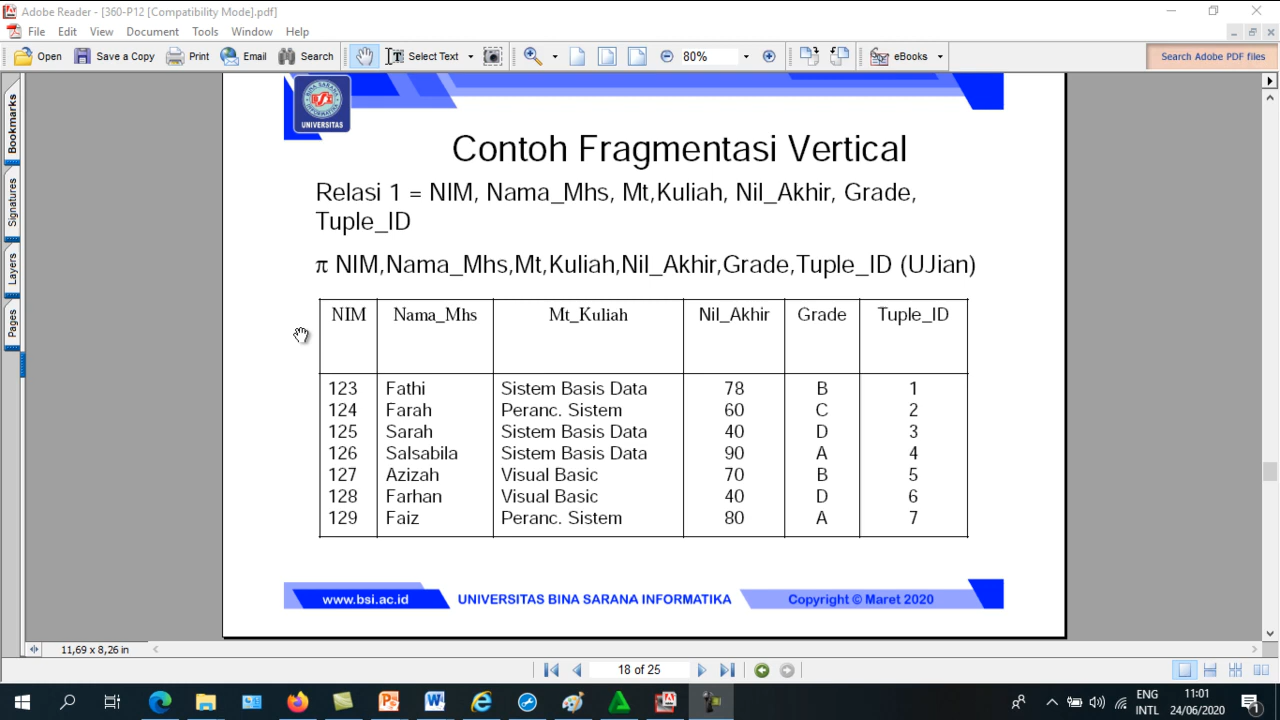 Adobe Reader - [360-P12 [Compatibility Mode].pdf]
File Edit View Document Tools Window Help
Open Save a Copy Print Email Search Select Text 80% eBooks Search Adobe PDF files
Bookmarks
Signatures
Layers
Pages
UNIVERSITAS
Contoh Fragmentasi Vertical
Relasi 1 = NIM, Nama_Mhs, Mt,Kuliah, Nil_Akhir, Grade,
Tuple_ID
π NIM,Nama_Mhs,Mt,Kuliah,Nil_Akhir,Grade,Tuple_ID (UJian)
NIM Nama_Mhs Mt_Kuliah Nil_Akhir Grade Tuple_ID
123 Fathi Sistem Basis Data 78 B 1
124 Farah Peranc. Sistem 60 C 2
125 Sarah Sistem Basis Data 40 D 3
126 Salsabila Sistem Basis Data 90 A 4
127 Azizah Visual Basic 70 B 5
128 Farhan Visual Basic 40 D 6
129 Faiz Peranc. Sistem 80 A 7
www.bsi.ac.id UNIVERSITAS BINA SARANA INFORMATIKA Copyright © Maret 2020
11,69 x 8,26 in
18 of 25
ENG 11:01
INTL 24/06/2020